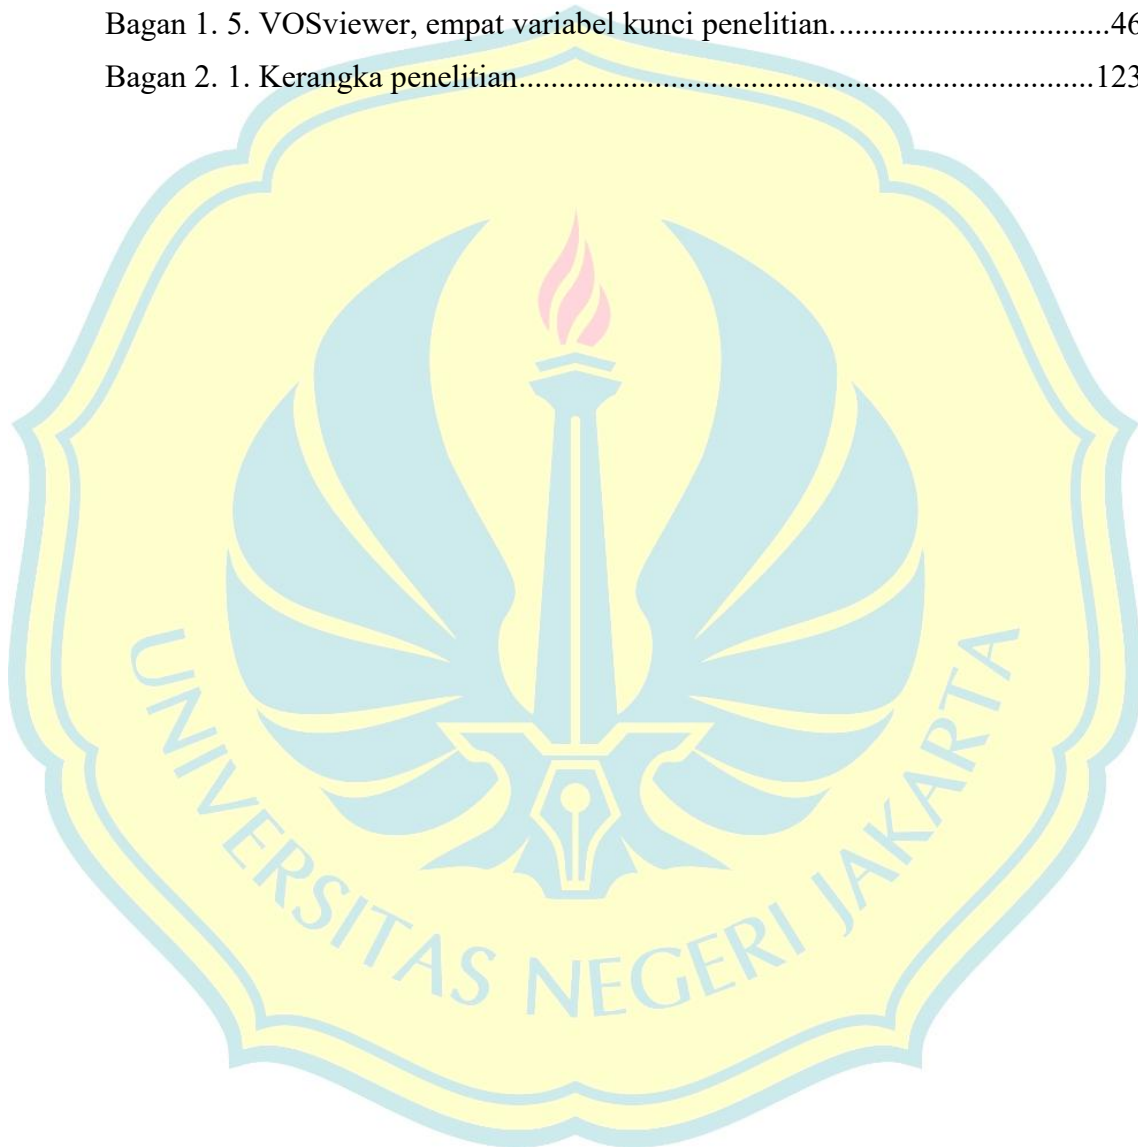 Bagan 1. 5. VOSviewer, empat variabel kunci penelitian...................................46
Bagan 2. 1. Kerangka penelitian.........................................................................123
UNIVERSITAS NEGERI JAKARTA